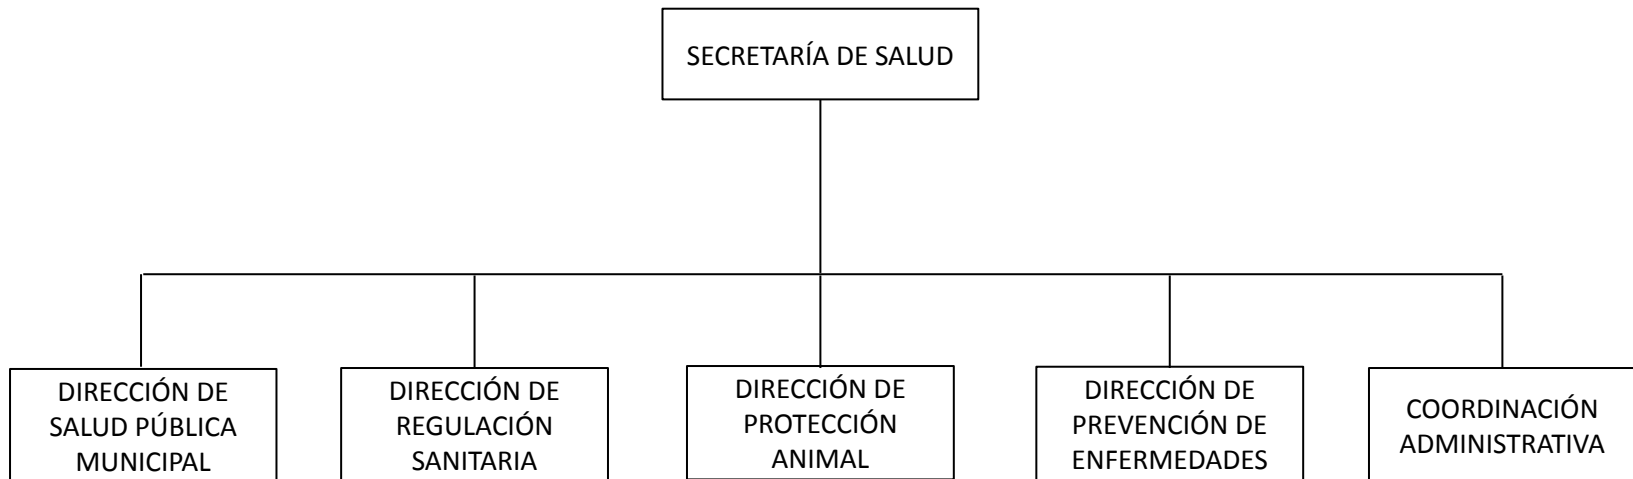 SECRETARÍA DE SALUD
DIRECCIÓN DE
SALUD PÚBLICA
MUNICIPAL
DIRECCIÓN DE
REGULACIÓN
SANITARIA
DIRECCIÓN DE
PROTECCIÓN
ANIMAL
DIRECCIÓN DE
PREVENCIÓN DE
ENFERMEDADES
COORDINACIÓN
ADMINISTRATIVA